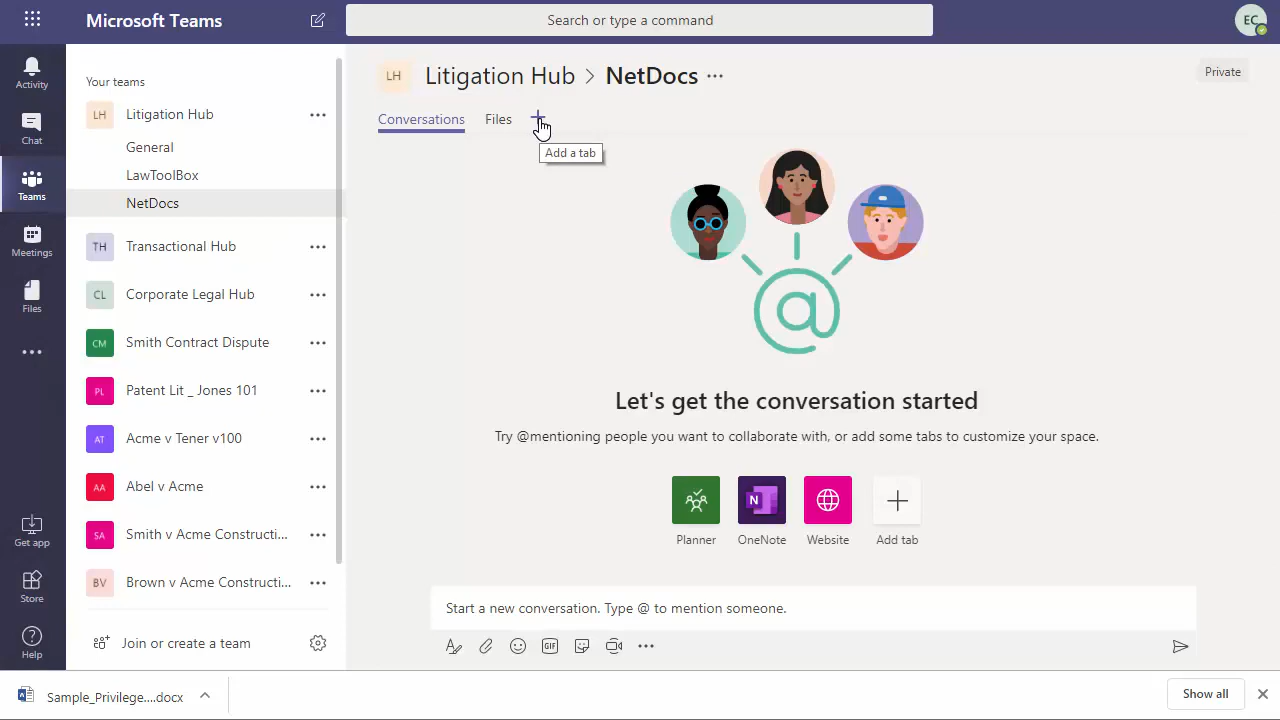 Microsoft Teams
Search or type a command
EC
Activity
Chat
Teams
Meetings
Files
Get app
Store
Help
Your teams
LH Litigation Hub
General
LawToolBox
NetDocs
TH Transactional Hub
CL Corporate Legal Hub
CM Smith Contract Dispute
PL Patent Lit _ Jones 101
AT Acme v Tener v100
AA Abel v Acme
SA Smith v Acme Constructi...
BV Brown v Acme Constructi...
Join or create a team
LH Litigation Hub > NetDocs ...
Private
Conversations Files +
Add a tab
@
Let's get the conversation started
Try @mentioning people you want to collaborate with, or add some tabs to customize your space.
N
Planner OneNote Website Add tab
Start a new conversation. Type @ to mention someone.
GIF
Sample_Privilege....docx
Show all